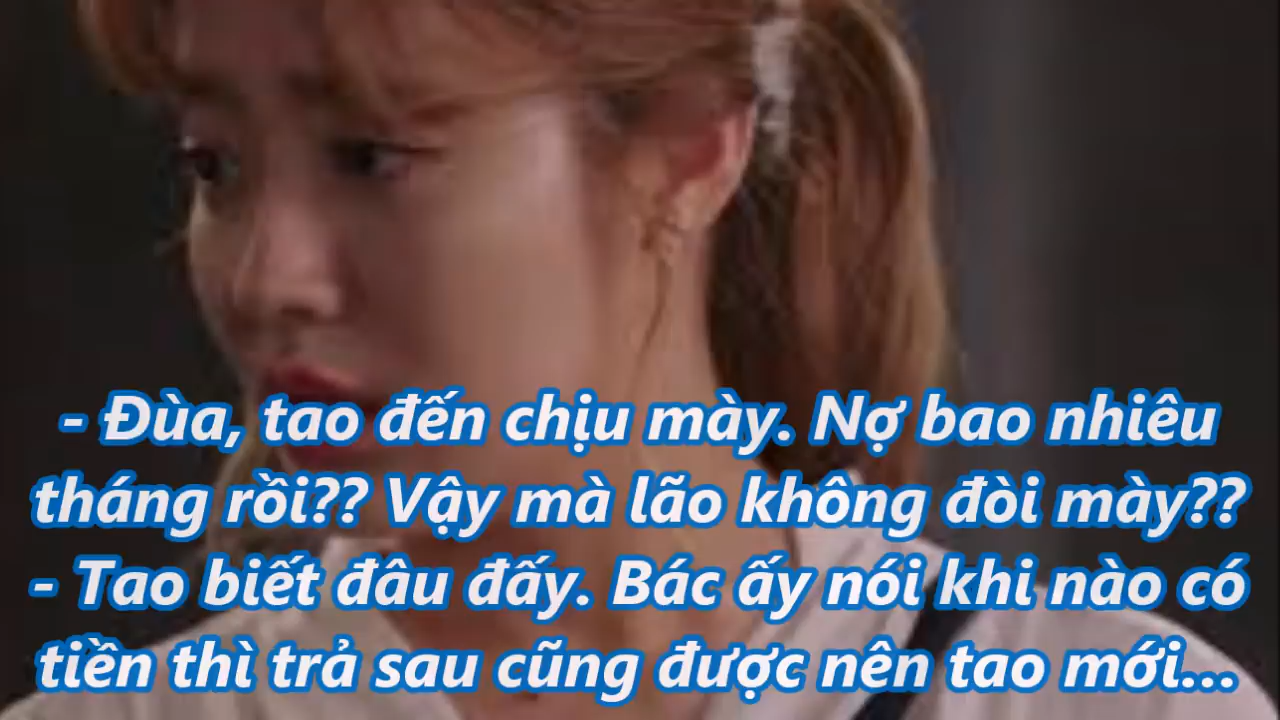 - Đùa, tao đến chịu mày. Nợ bao nhiêu
tháng rồi?? Vậy mà lão không đòi mày??
- Tao biết đâu đấy. Bác ấy nói khi nào có
tiền thì trả sau cũng được nên tao mới...